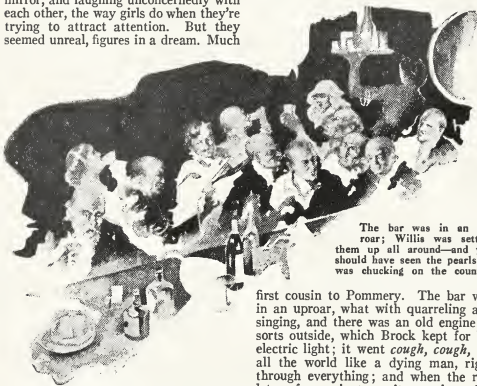 mirror, and laughing unconcernedly with
each other, the way girls do when they're
trying to attract attention. But they
seemed unreal, figures in a dream. Much
The bar was in an
roar; Willis was sett
them up all around—and
should have seen the pearls
was chucking on the coun
first cousin to Pommery. The bar w
in an uproar, what with quarreling a
singing, and there was an old engine
sorts outside, which Brock kept for
electric light; it went cough, cough,
all the world like a dying man, rig
through everything; and when the r